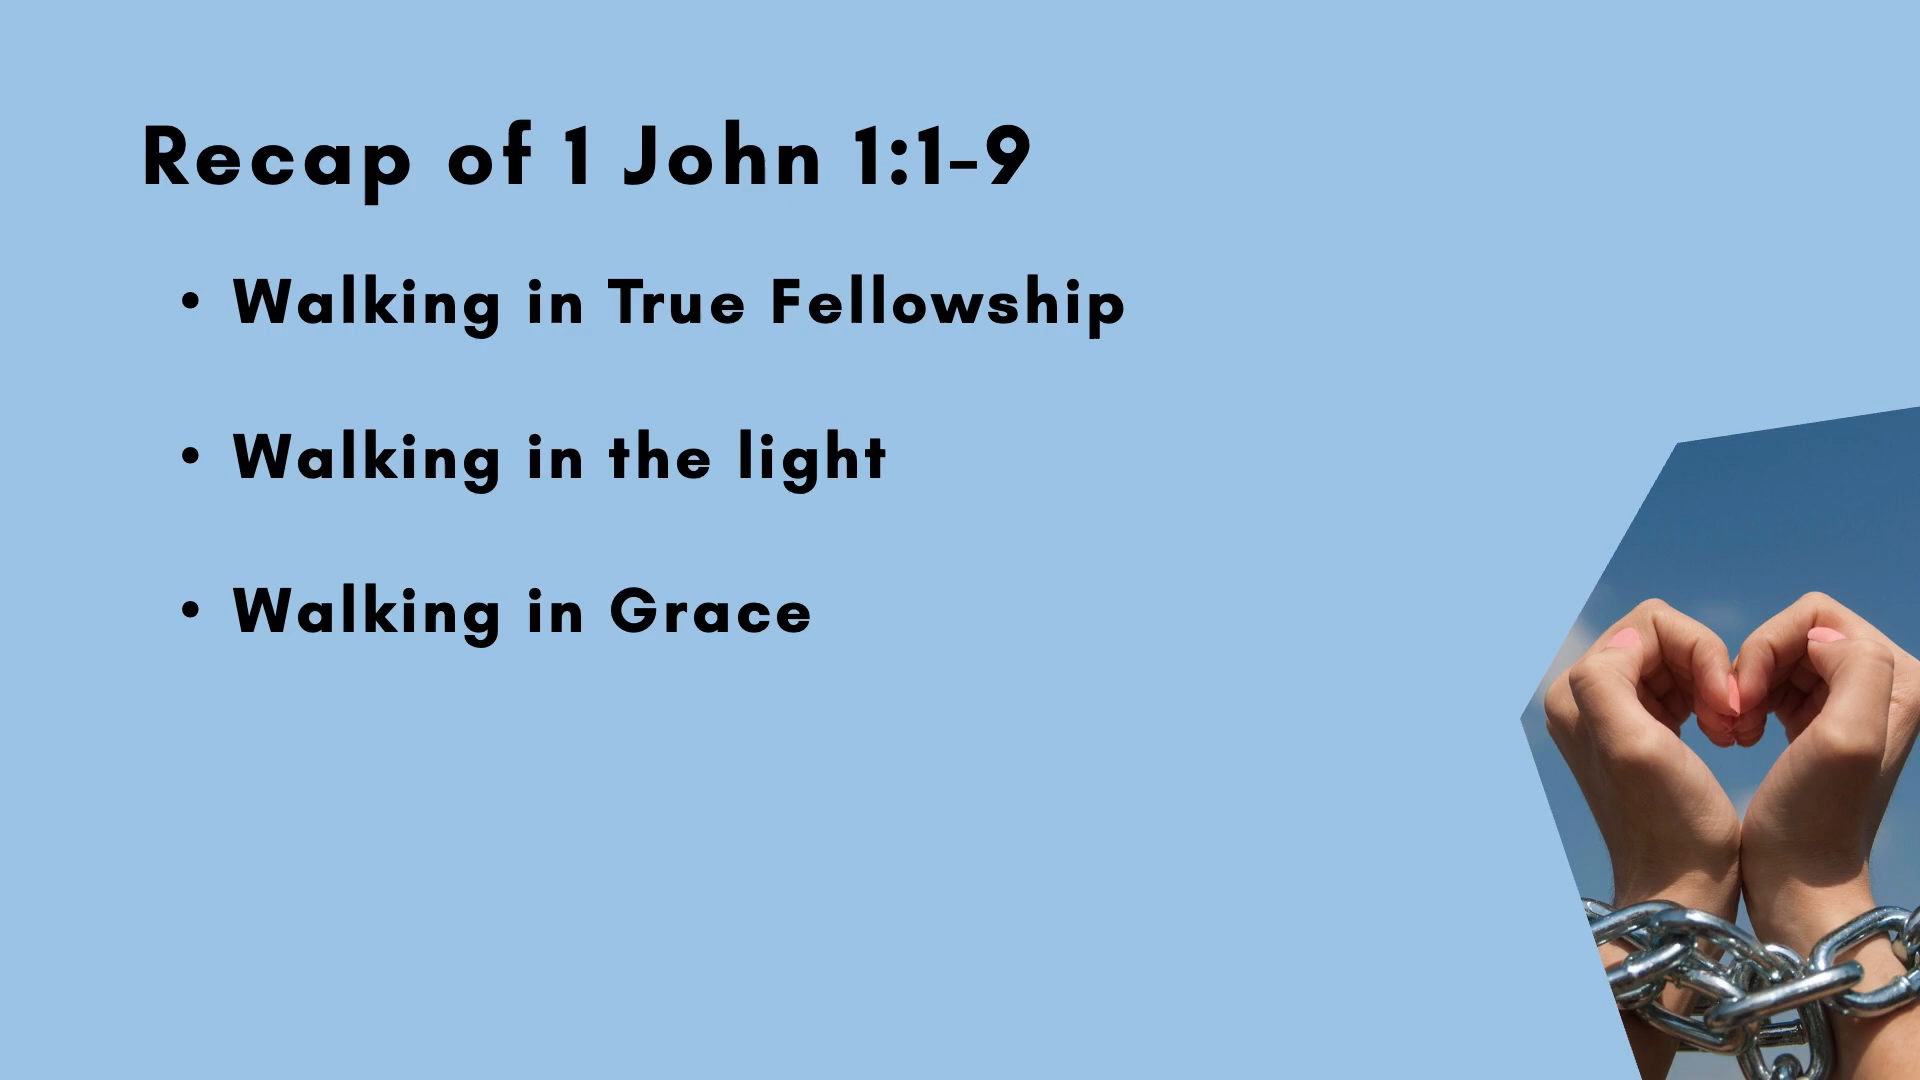 Recap of 1 John 1:1-9
• Walking in True Fellowship
• Walking in the light
• Walking in Grace